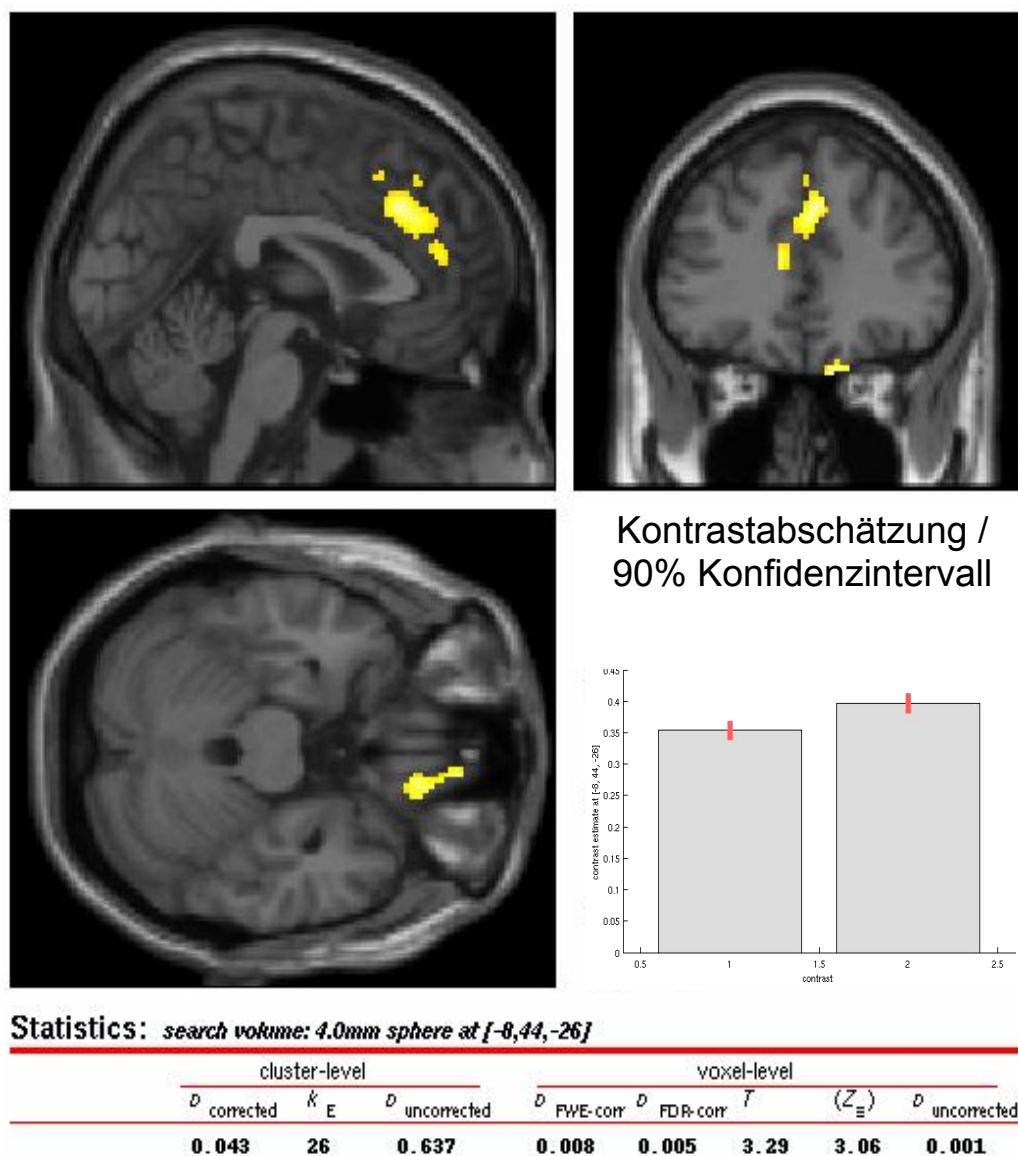 Kontrastabschätzung /
90% Konfidenzintervall
0.45
0.4
0.35
0.3
0.25
0.2
0.15
0.1
0.05
0
contrast estimate at [-8, 44, -26]
0.5 1 1.5 2 2.5
contrast
Statistics: search volume: 4.0mm sphere at [-8,44,-26]
cluster-level voxel-level
p corrected k E p uncorrected p FWE-corr p FDR-corr T (Z≡) p uncorrected
0.043 26 0.637 0.008 0.005 3.29 3.06 0.001